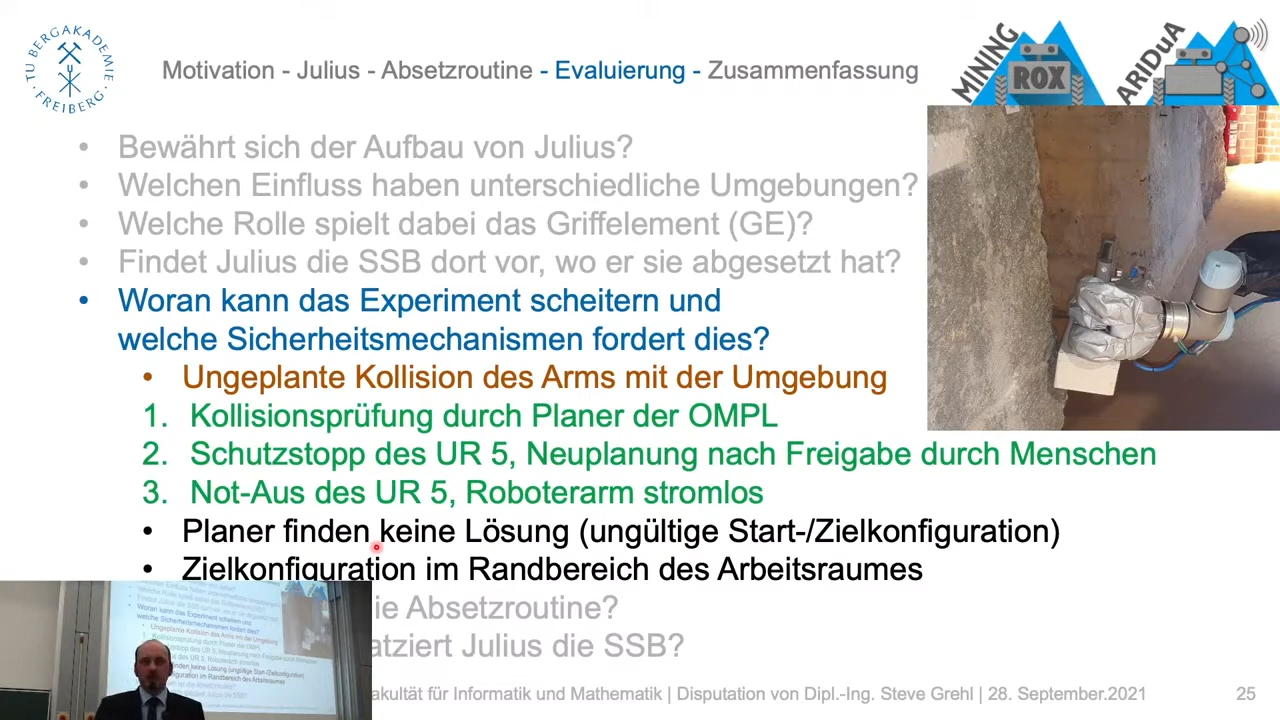 TU BERGAKADEMIE
FREIBERG
Motivation - Julius - Absetzroutine - Evaluierung - Zusammenfassung
MINING
ROX
ARIDuA
• Bewährt sich der Aufbau von Julius?
• Welchen Einfluss haben unterschiedliche Umgebungen?
• Welche Rolle spielt dabei das Griffelement (GE)?
• Findet Julius die SSB dort vor, wo er sie abgesetzt hat?
• Woran kann das Experiment scheitern und
welche Sicherheitsmechanismen fordert dies?
• Ungeplante Kollision des Arms mit der Umgebung
1. Kollisionsprüfung durch Planer der OMPL
2. Schutzstopp des UR 5, Neuplanung nach Freigabe durch Menschen
3. Not-Aus des UR 5, Roboterarm stromlos
• Planer finden keine Lösung (ungültige Start-/Zielkonfiguration)
• Zielkonfiguration im Randbereich des Arbeitsraumes
ie Absetzroutine?
atziert Julius die SSB?
akultät für Informatik und Mathematik | Disputation von Dipl.-Ing. Steve Grehl | 28. September.2021
25